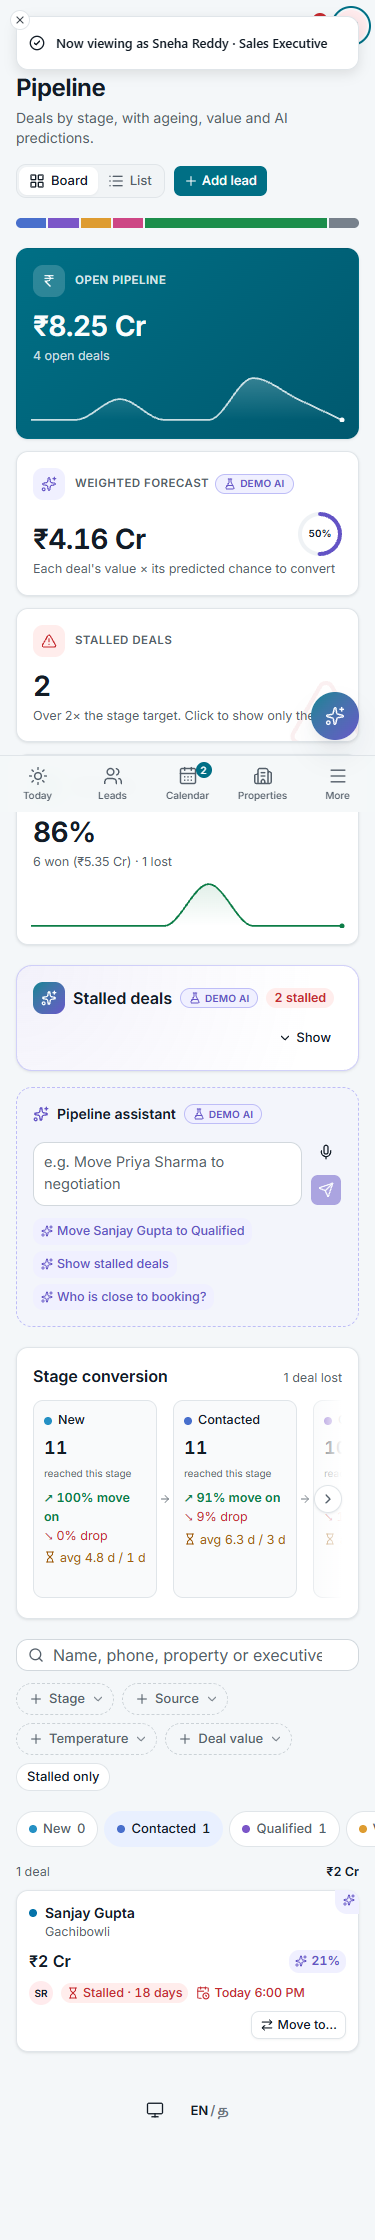 Now viewing as Sneha Reddy · Sales Executive
Pipeline
Deals by stage, with ageing, value and AI
predictions.
Board
List
+ Add lead
₹ OPEN PIPELINE
₹8.25 Cr
4 open deals
WEIGHTED FORECAST
DEMO AI
₹4.16 Cr
50%
Each deal's value × its predicted chance to convert
STALLED DEALS
2
Over 2× the stage target. Click to show only
Today
Leads
Calendar
2
Properties
More
86%
6 won (₹5.35 Cr) · 1 lost
Stalled deals
DEMO AI
2 stalled
Show
Pipeline assistant
DEMO AI
e.g. Move Priya Sharma to
negotiation
Move Sanjay Gupta to Qualified
Show stalled deals
Who is close to booking?
Stage conversion
1 deal lost
New
11
reached this stage
↗ 100% move
on
↘ 0% drop
avg 4.8 d / 1 d
→
Contacted
11
reached this stage
↗ 91% move on
↘ 9% drop
avg 6.3 d / 3 d
→
Name, phone, property or executive
+ Stage
+ Source
+ Temperature
+ Deal value
Stalled only
New 0
Contacted 1
Qualified 1
1 deal
₹2 Cr
Sanjay Gupta
Gachibowli
₹2 Cr
21%
SR
Stalled · 18 days
Today 6:00 PM
Move to...
EN / த